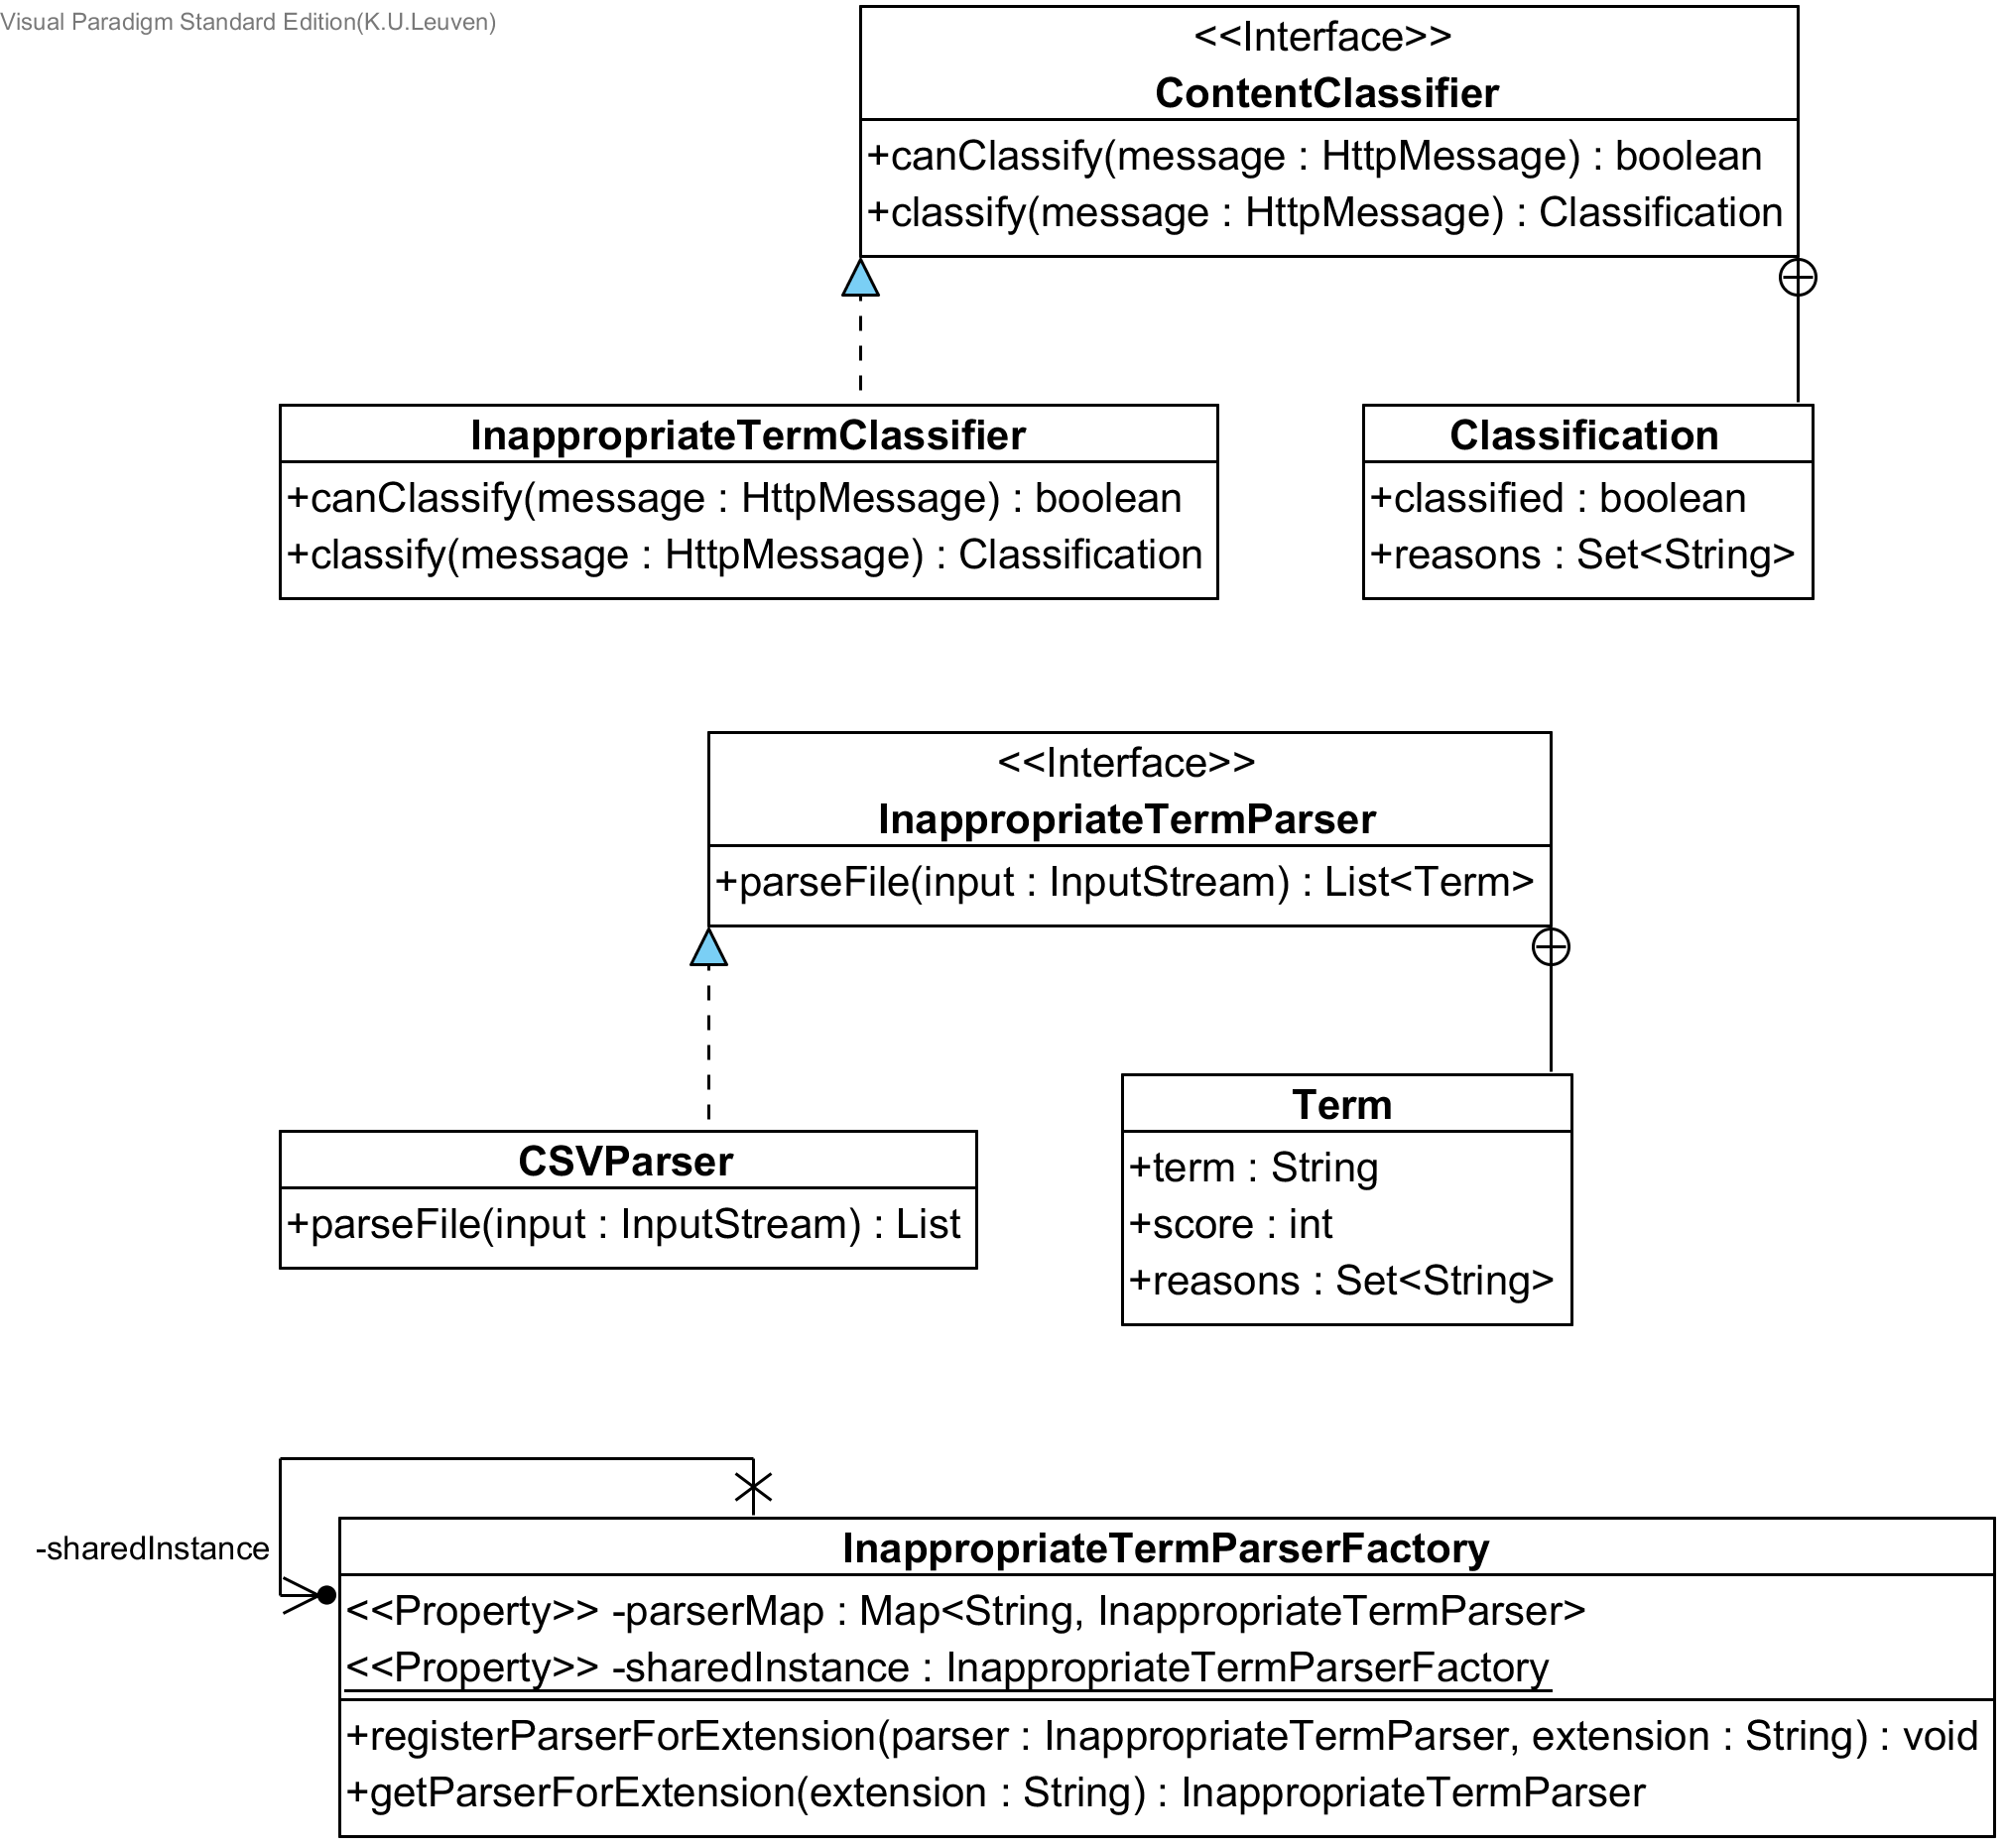 Visual Paradigm Standard Edition(K.U.Leuven)
<<Interface>>
ContentClassifier
+canClassify(message : HttpMessage) : boolean
+classify(message : HttpMessage) : Classification
InappropriateTermClassifier
+canClassify(message : HttpMessage) : boolean
+classify(message : HttpMessage) : Classification
Classification
+classified : boolean
+reasons : Set<String>
<<Interface>>
InappropriateTermParser
+parseFile(input : InputStream) : List<Term>
CSVParser
+parseFile(input : InputStream) : List
Term
+term : String
+score : int
+reasons : Set<String>
-sharedInstance
InappropriateTermParserFactory
<<Property>> -parserMap : Map<String, InappropriateTermParser>
<<Property>> -sharedInstance : InappropriateTermParserFactory
+registerParserForExtension(parser : InappropriateTermParser, extension : String) : void
+getParserForExtension(extension : String) : InappropriateTermParser